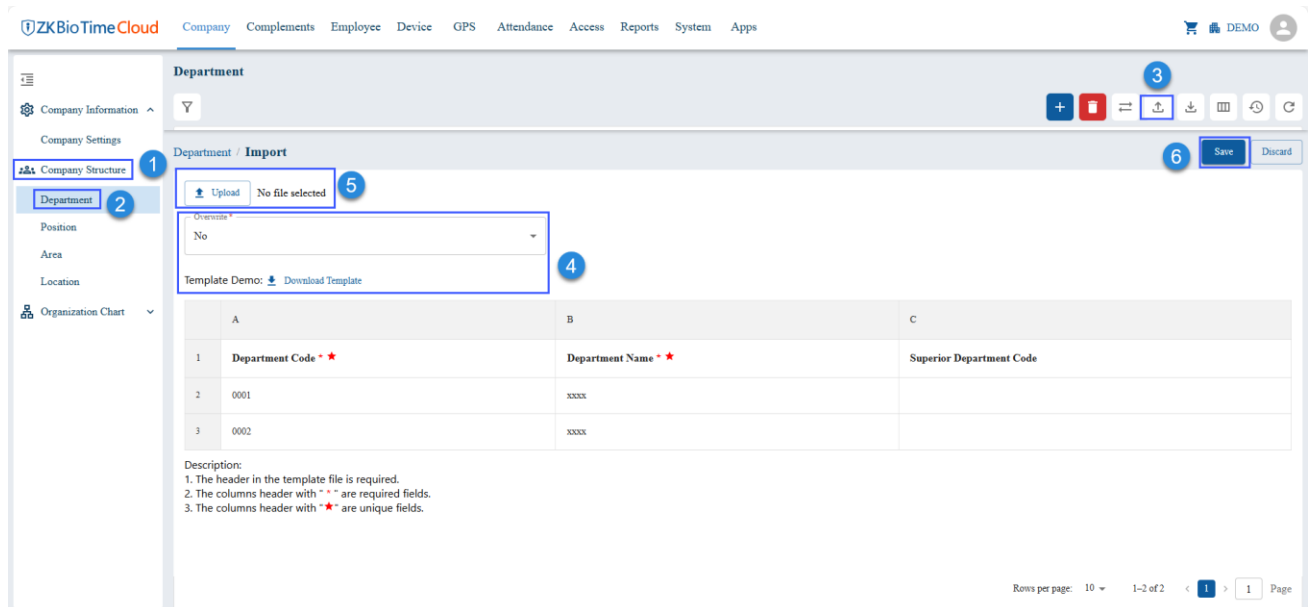 ZKBioTime Cloud Company Complements Employee Device GPS Attendance Access Reports System Apps DEMO
Department
3
Company Information
Company Settings
Department / Import
6 Save Discard
Company Structure 1
Upload No file selected 5
Department 2
Overwrite *
No
Position
Area
4
Template Demo: Download Template
Location
Organization Chart
A B C
1 Department Code * ★ Department Name * ★ Superior Department Code
2 0001 xxxx
3 0002 xxxx
Description:
1. The header in the template file is required.
2. The columns header with " * " are required fields.
3. The columns header with "★" are unique fields.
Rows per page: 10 1–2 of 2 < 1 > 1 Page